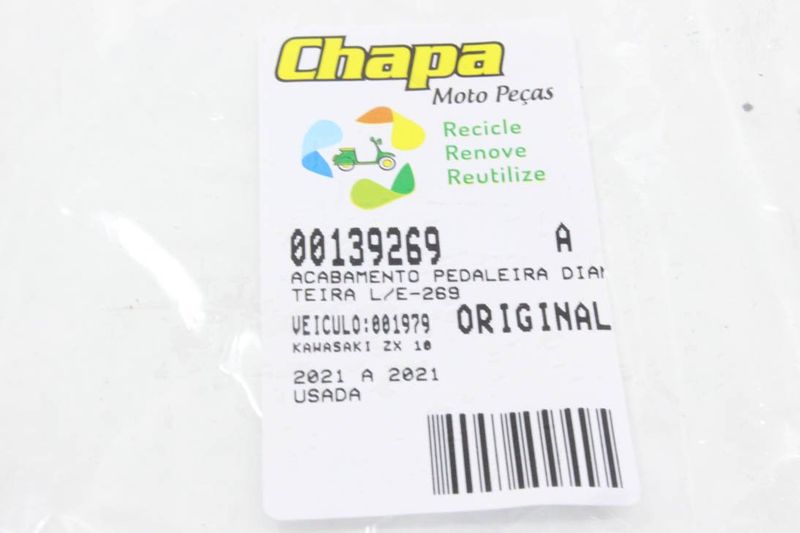 Chapa
Moto Peças
Recicle
Renove
Reutilize
00139269 A
ACABAMENTO PEDALEIRA DIAN
TEIRA L/E-269
VEICULO:001979 ORIGINAL
KAWASAKI ZX 10
2021 A 2021
USADA